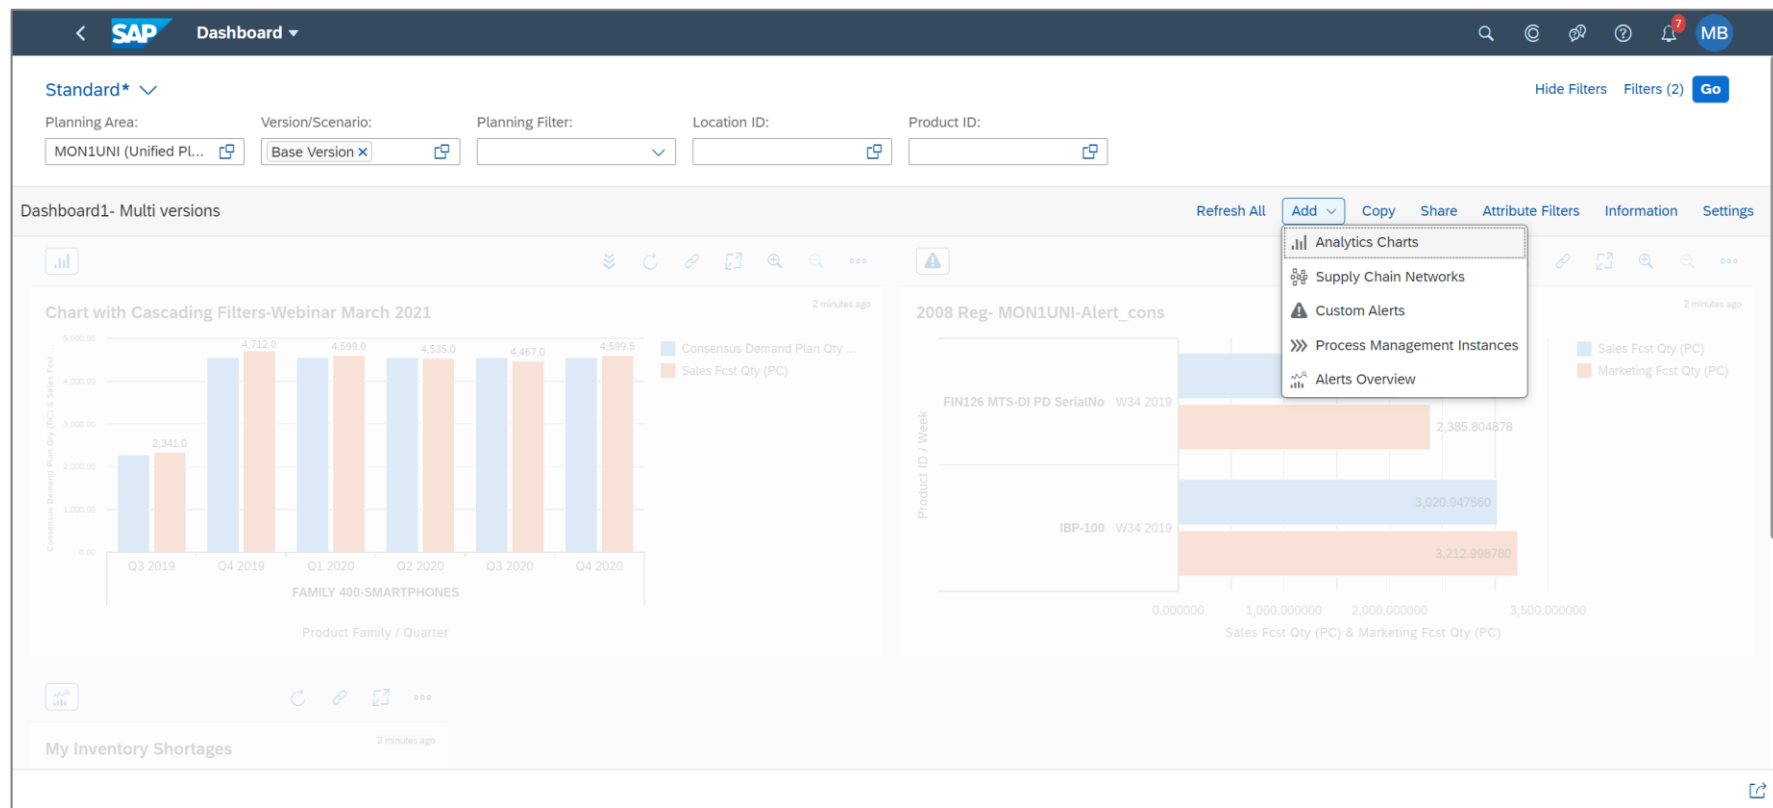 SAP Dashboard
7
MB
Standard*
Hide Filters Filters (2) Go
Planning Area: Version/Scenario: Planning Filter: Location ID: Product ID:
MON1UNI (Unified Pl... Base Version
Dashboard1- Multi versions
Refresh All Add Copy Share Attribute Filters Information Settings
Analytics Charts
Supply Chain Networks
Custom Alerts
Process Management Instances
Alerts Overview
Chart with Cascading Filters-Webinar March 2021
2 minutes ago
Consensus Demand Plan Qty (PC) & Sales Fcst ...
5,000.00
4,000.00
3,000.00
2,000.00
1,000.00
0.00
2,341.0
4,712.0
4,599.0
4,535.0
4,467.0
4,599.5
Consensus Demand Plan Qty ...
Sales Fcst Qty (PC)
Q3 2019 Q4 2019 Q1 2020 Q2 2020 Q3 2020 Q4 2020
FAMILY 400-SMARTPHONES
Product Family / Quarter
2008 Reg- MON1UNI-Alert_cons
2 minutes ago
Sales Fcst Qty (PC)
Marketing Fcst Qty (PC)
Product ID / Week
FIN126 MTS-DI PD SerialNo W34 2019
2,385.804878
3,020.047560
IBP-100 W34 2019
3,212.998780
0.000000 1,000.000000 2,000.000000 3,500.000000
Sales Fcst Qty (PC) & Marketing Fcst Qty (PC)
My Inventory Shortages
2 minutes ago